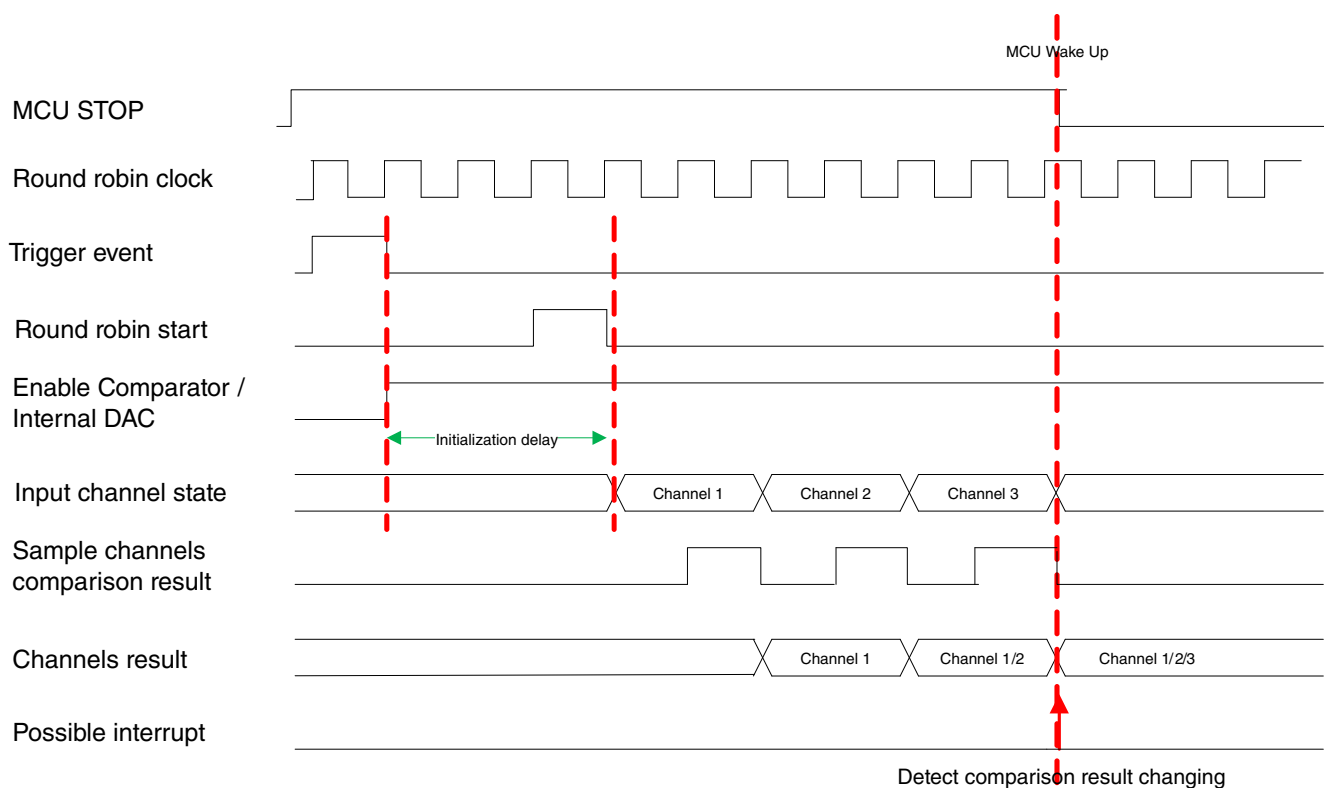 MCU Wake Up
MCU STOP
Round robin clock
Trigger event
Round robin start
Enable Comparator /
Internal DAC
Initialization delay
Input channel state
Channel 1
Channel 2
Channel 3
Sample channels
comparison result
Channels result
Channel 1
Channel 1/2
Channel 1/2/3
Possible interrupt
Detect comparison result changing